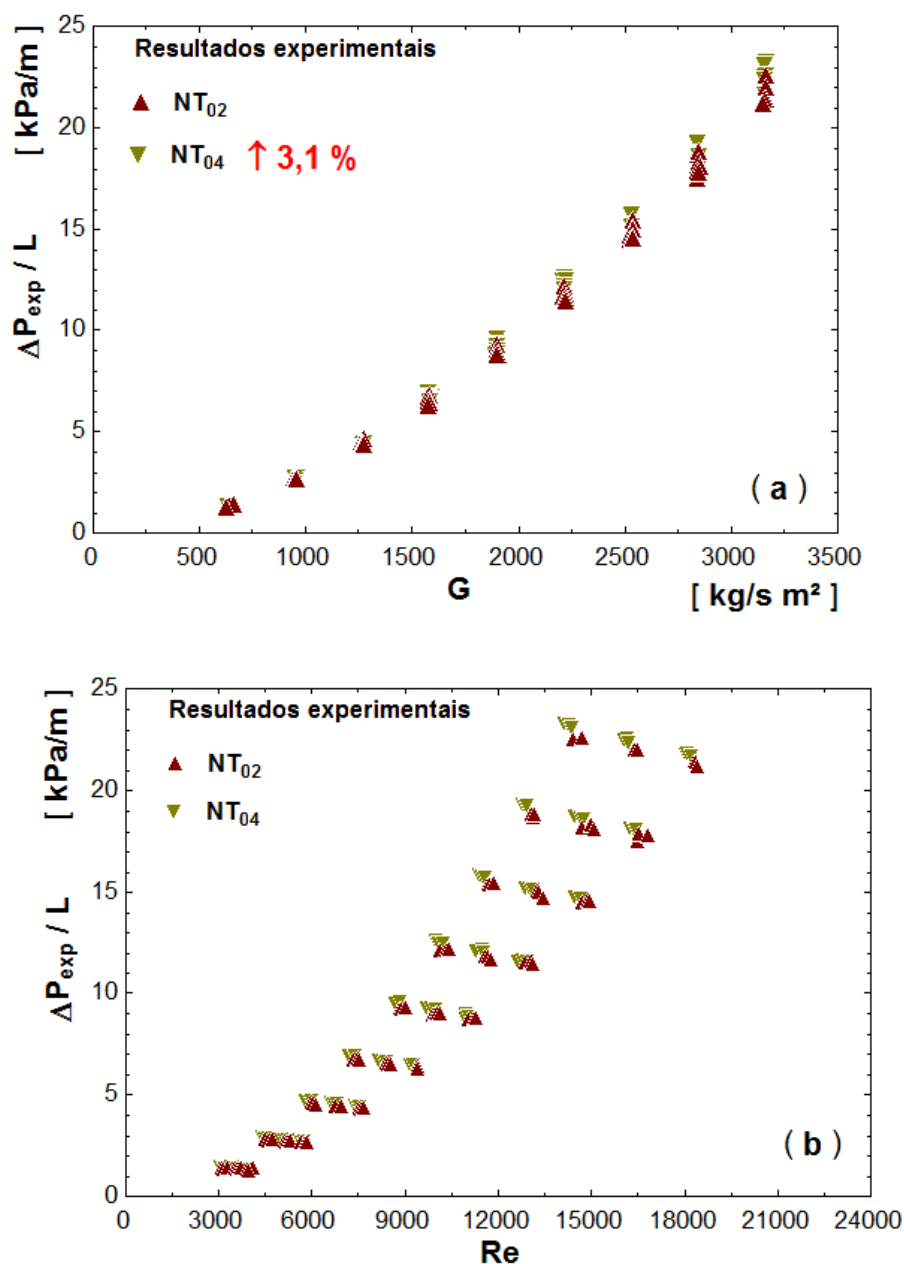 25
Resultados experimentais
[ kPa/m]
NT02
20
NT04 ↑ 3,1 %
15
ΔPexp / L
10
5
( a )
0
0 500 1000 1500 2000 2500 3000 3500
G [ kg/s m² ]
25
Resultados experimentais
[ kPa/m]
NT02
20
NT04
15
ΔPexp / L
10
5
( b )
0
0 3000 6000 9000 12000 15000 18000 21000 24000
Re